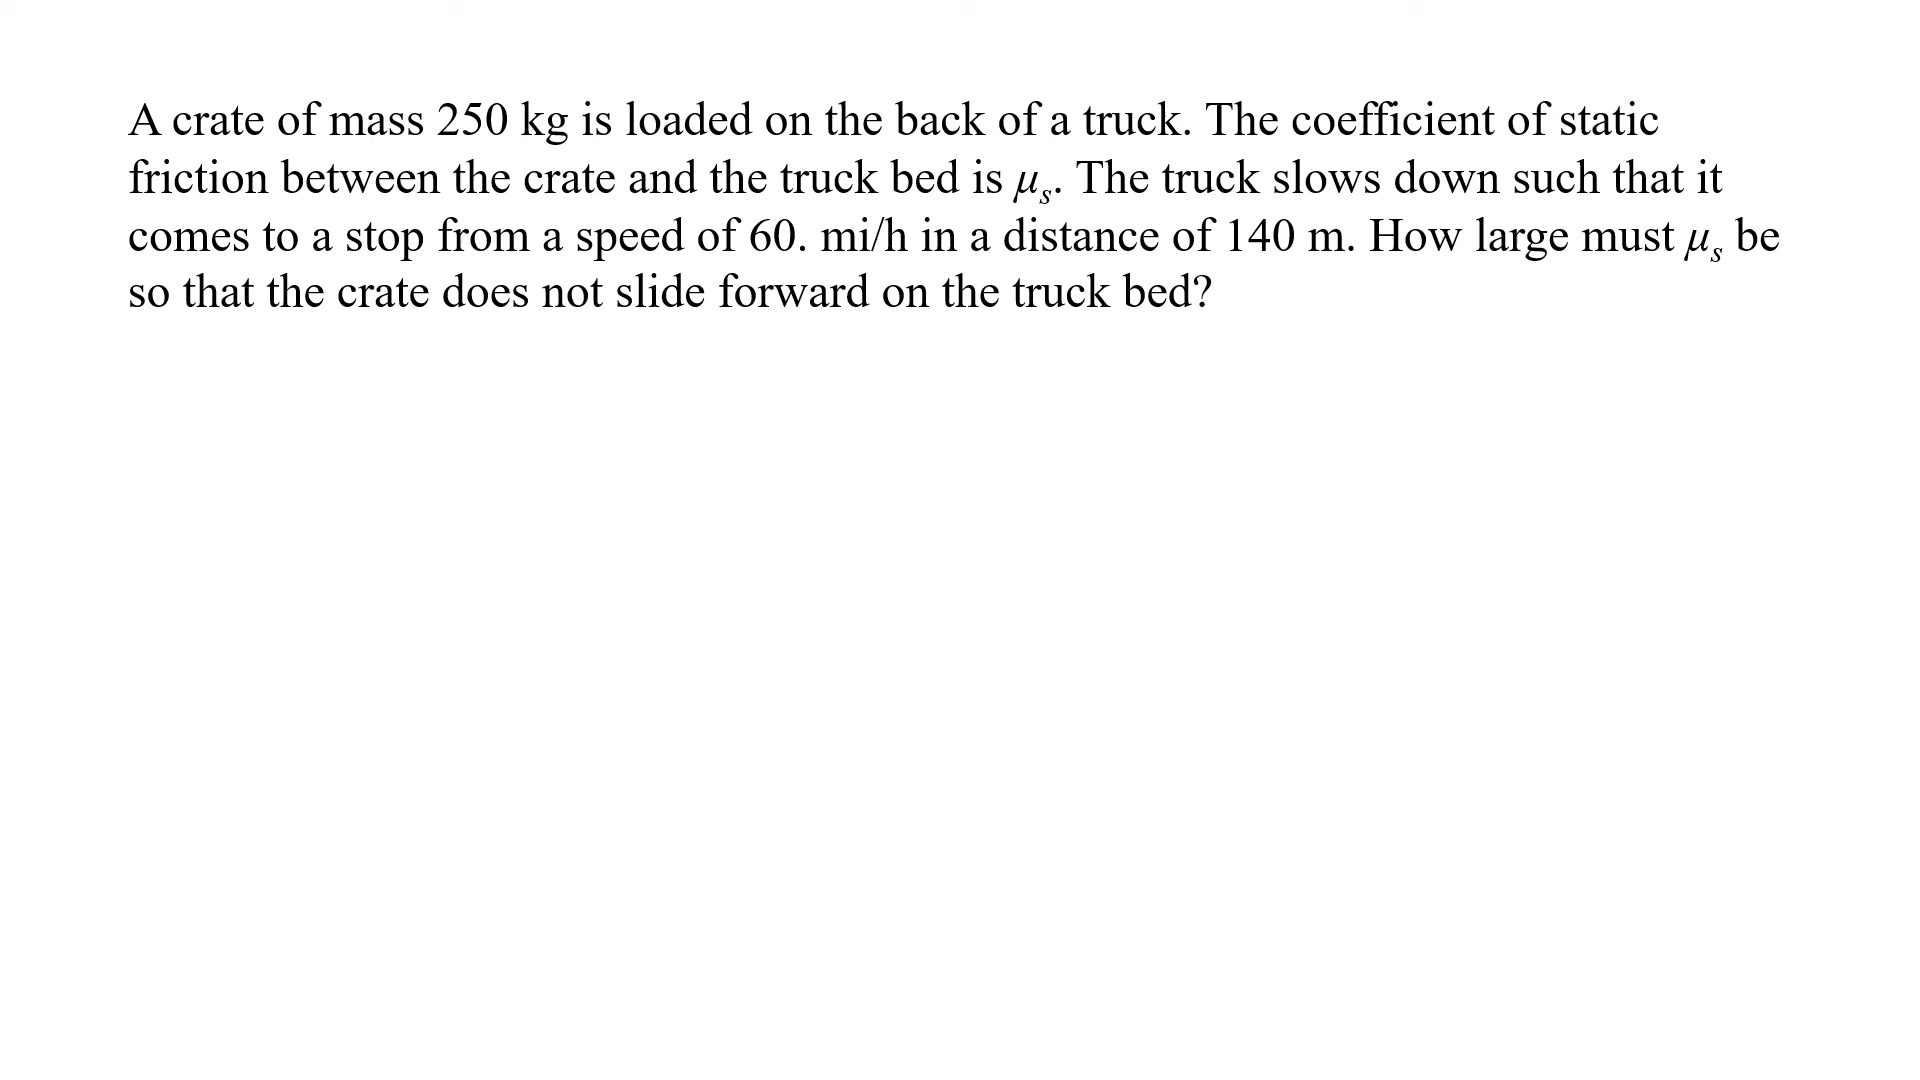 A crate of mass 250 kg is loaded on the back of a truck. The coefficient of static
friction between the crate and the truck bed is μₛ. The truck slows down such that it
comes to a stop from a speed of 60. mi/h in a distance of 140 m. How large must μₛ be
so that the crate does not slide forward on the truck bed?